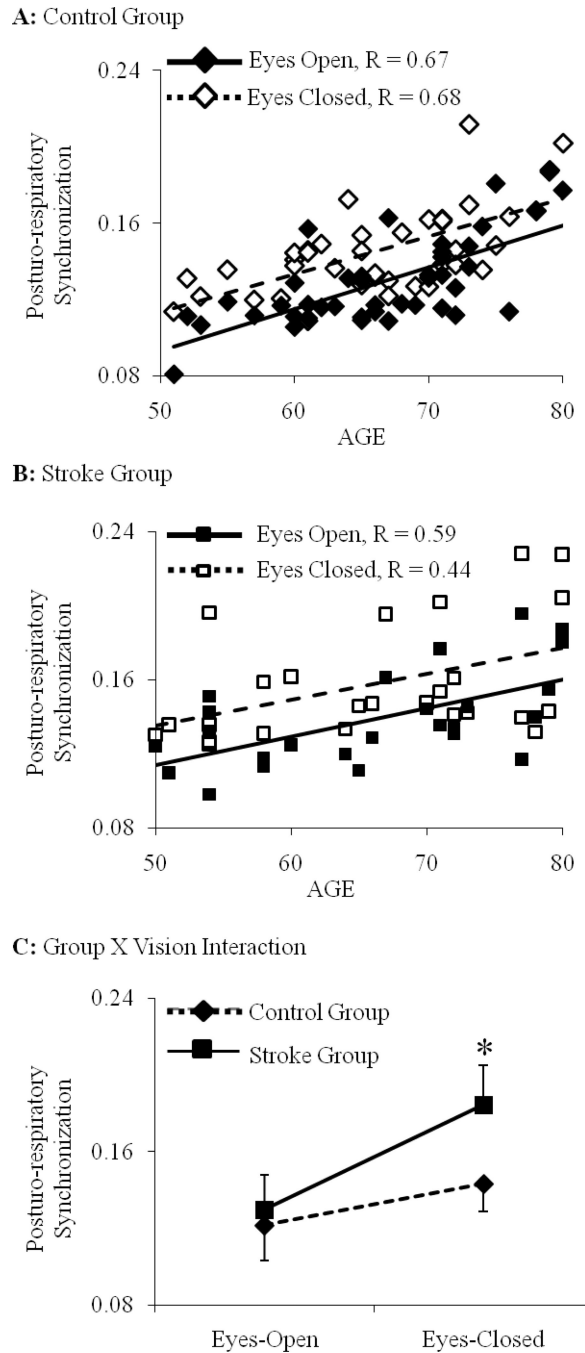 A: Control Group
0.24
Eyes Open, R = 0.67
Eyes Closed, R = 0.68
Posturo-respiratory
Synchronization
0.16
0.08
50 60 70 80
AGE
B: Stroke Group
0.24
Eyes Open, R = 0.59
Eyes Closed, R = 0.44
Posturo-respiratory
Synchronization
0.16
0.08
50 60 70 80
AGE
C: Group X Vision Interaction
0.24
Control Group
Stroke Group
*
Posturo-respiratory
Synchronization
0.16
0.08
Eyes-Open Eyes-Closed